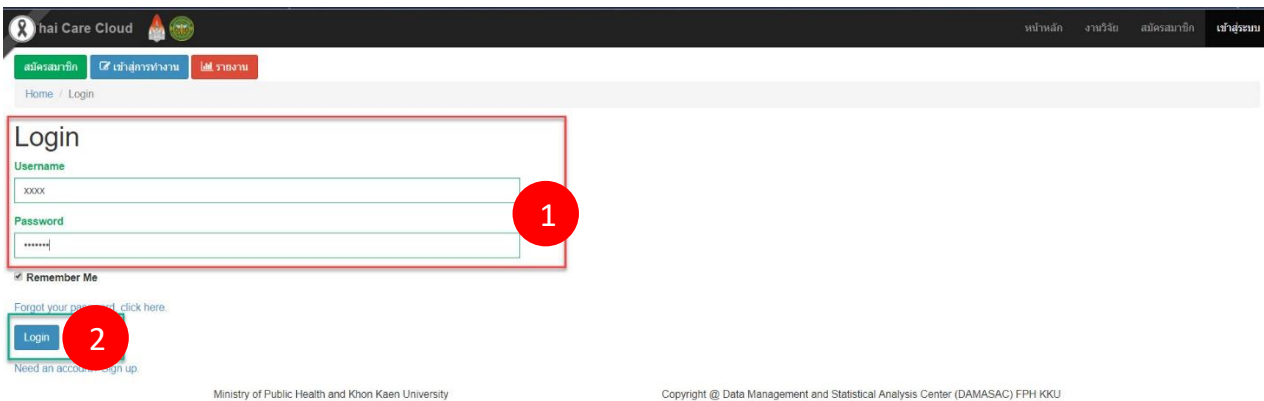 hai Care Cloud หน้าหลัก งานวิจัย สมัครสมาชิก เข้าสู่ระบบ
สมัครสมาชิก เข้าสู่การทำงาน รายงาน
Home / Login
Login
Username
xxxx
1
Password
•••••••
Remember Me
Forgot your click here.
Login 2
Need an up.
Ministry of Public Health and Khon Kaen University Copyright @ Data Management and Statistical Analysis Center (DAMASAC) FPH KKU